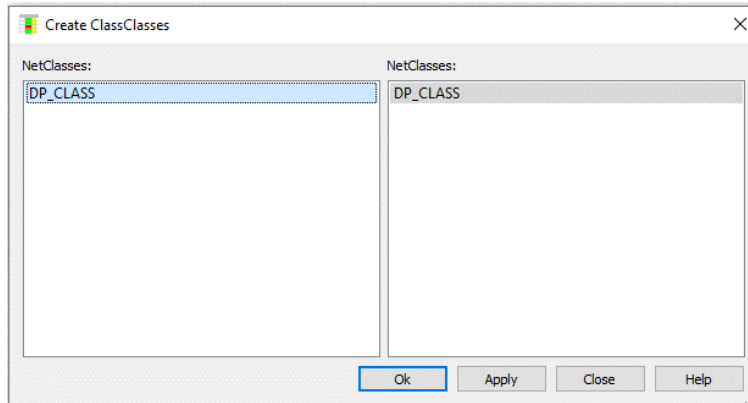 Create ClassClasses
NetClasses:
NetClasses:
DP_CLASS
DP_CLASS
Ok
Apply
Close
Help